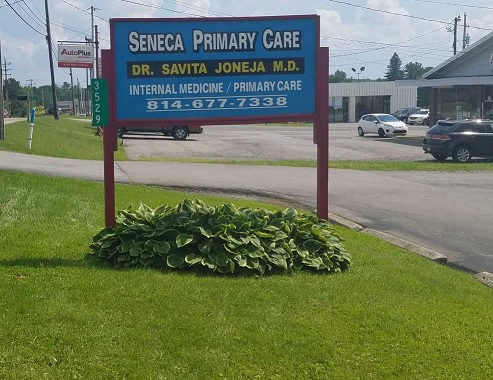 SENECA PRIMARY CARE
DR. SAVITA JONEJA M.D.
INTERNAL MEDICINE / PRIMARY CARE
814-677-7338
AutoPlus
3529